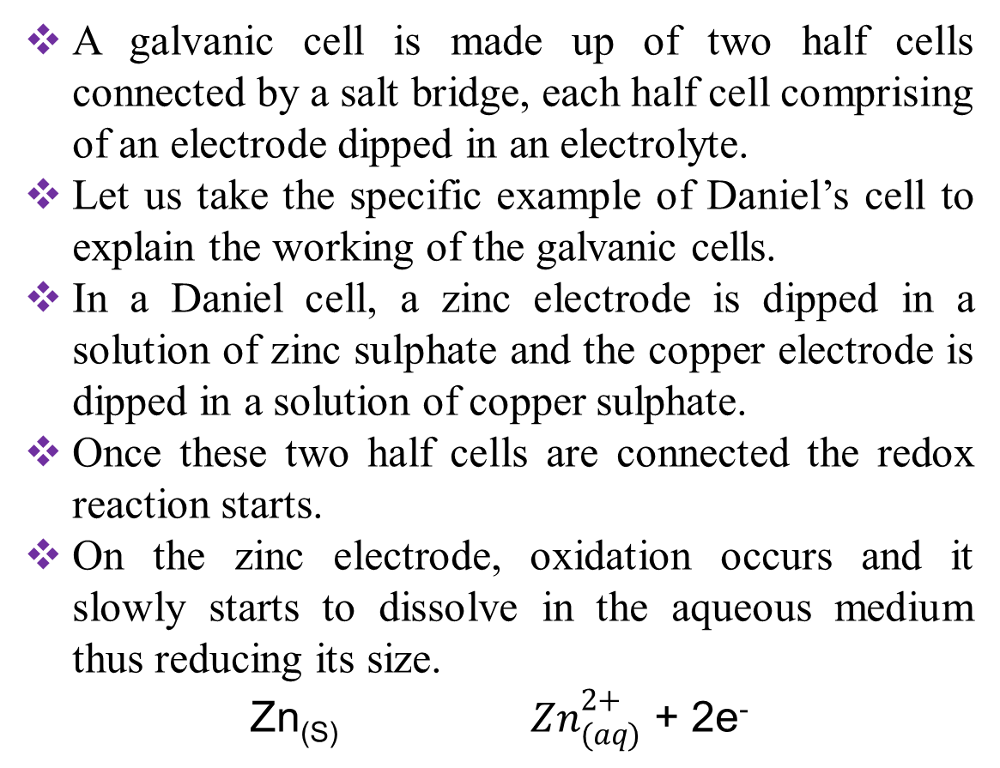 ❖ A galvanic cell is made up of two half cells
connected by a salt bridge, each half cell comprising
of an electrode dipped in an electrolyte.
❖ Let us take the specific example of Daniel’s cell to
explain the working of the galvanic cells.
❖ In a Daniel cell, a zinc electrode is dipped in a
solution of zinc sulphate and the copper electrode is
dipped in a solution of copper sulphate.
❖ Once these two half cells are connected the redox
reaction starts.
❖ On the zinc electrode, oxidation occurs and it
slowly starts to dissolve in the aqueous medium
thus reducing its size.
Zn(S) Zn2+(aq) + 2e-